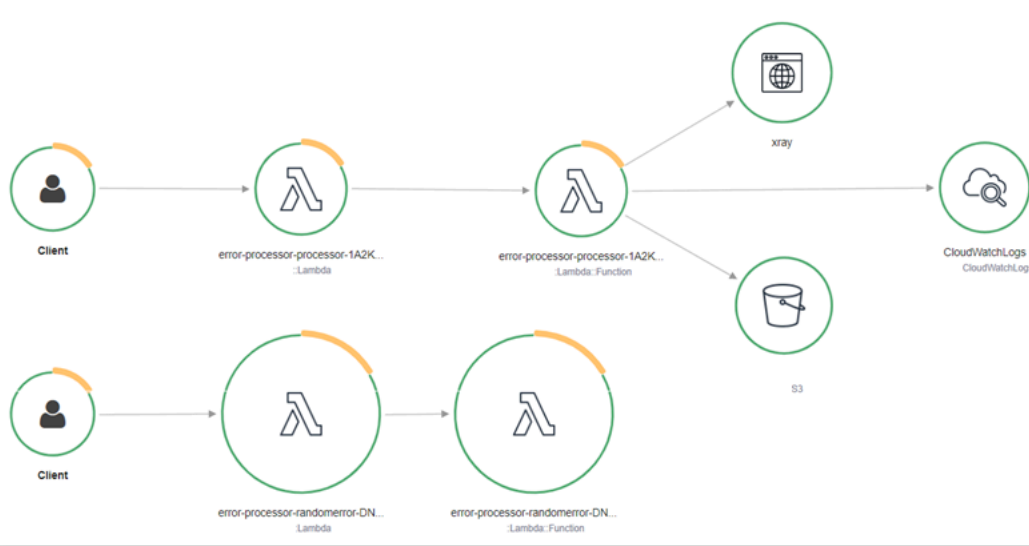 xray
Client
error-processor-processor-1A2K...
::Lambda
error-processor-processor-1A2K...
:Lambda::Function
CloudWatchLogs
CloudWatchLog
S3
Client
error-processor-randomerror-DN...
:Lambda
error-processor-randomerror-DN...
:Lambda::Function